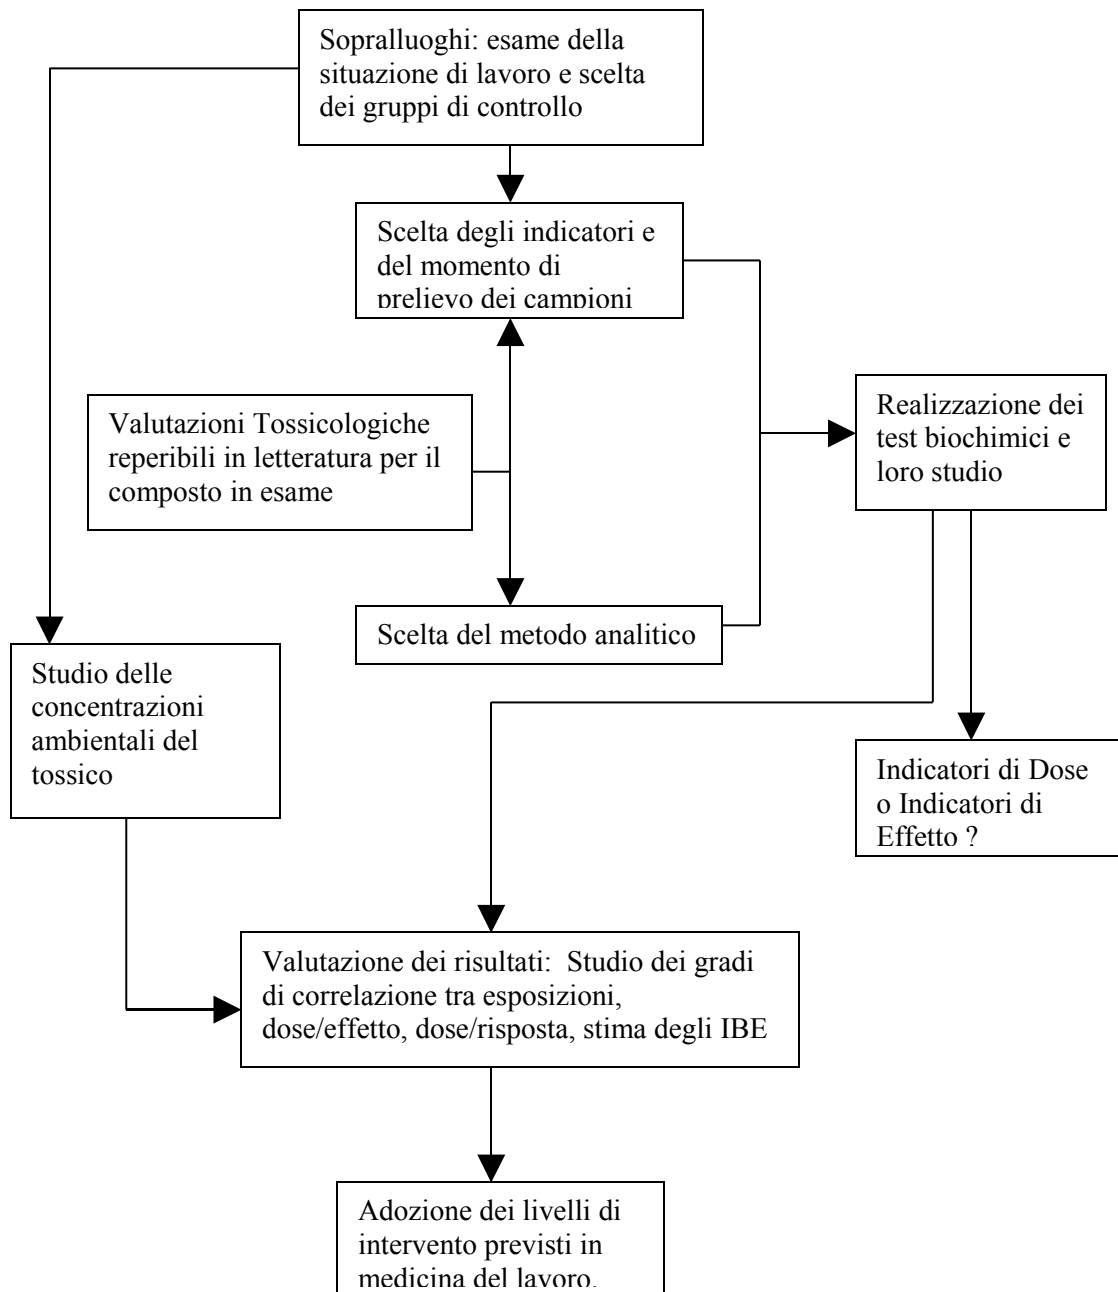 Sopralluoghi: esame della
situazione di lavoro e scelta
dei gruppi di controllo
Scelta degli indicatori e
del momento di
prelievo dei campioni
Valutazioni Tossicologiche
reperibili in letteratura per il
composto in esame
Realizzazione dei
test biochimici e
loro studio
Scelta del metodo analitico
Studio delle
concentrazioni
ambientali del
tossico
Indicatori di Dose
o Indicatori di
Effetto ?
Valutazione dei risultati:  Studio dei gradi
di correlazione tra esposizioni,
dose/effetto, dose/risposta, stima degli IBE
Adozione dei livelli di
intervento previsti in
medicina del lavoro.